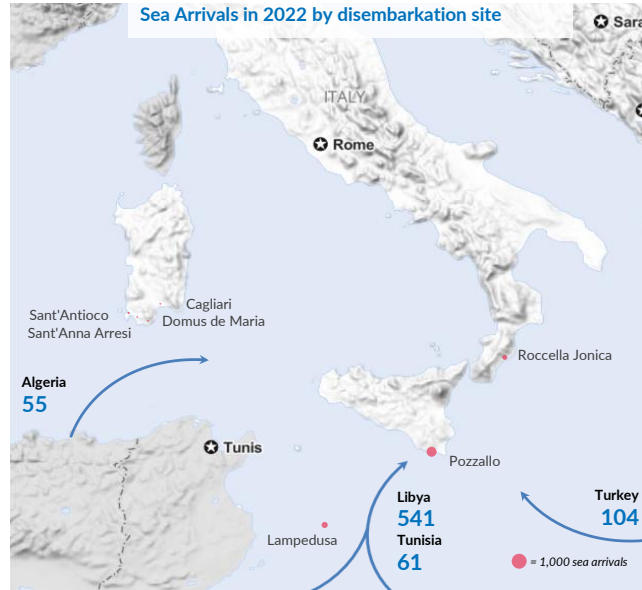 Sea Arrivals in 2022 by disembarkation site
Sara
ITALY
Rome
Cagliari
Sant'Antioco
Domus de Maria
Sant'Anna Arresi
Roccella Jonica
Algeria
55
Tunis
Pozzallo
Libya
541
Turkey
104
Lampedusa
Tunisia
61
= 1,000 sea arrivals